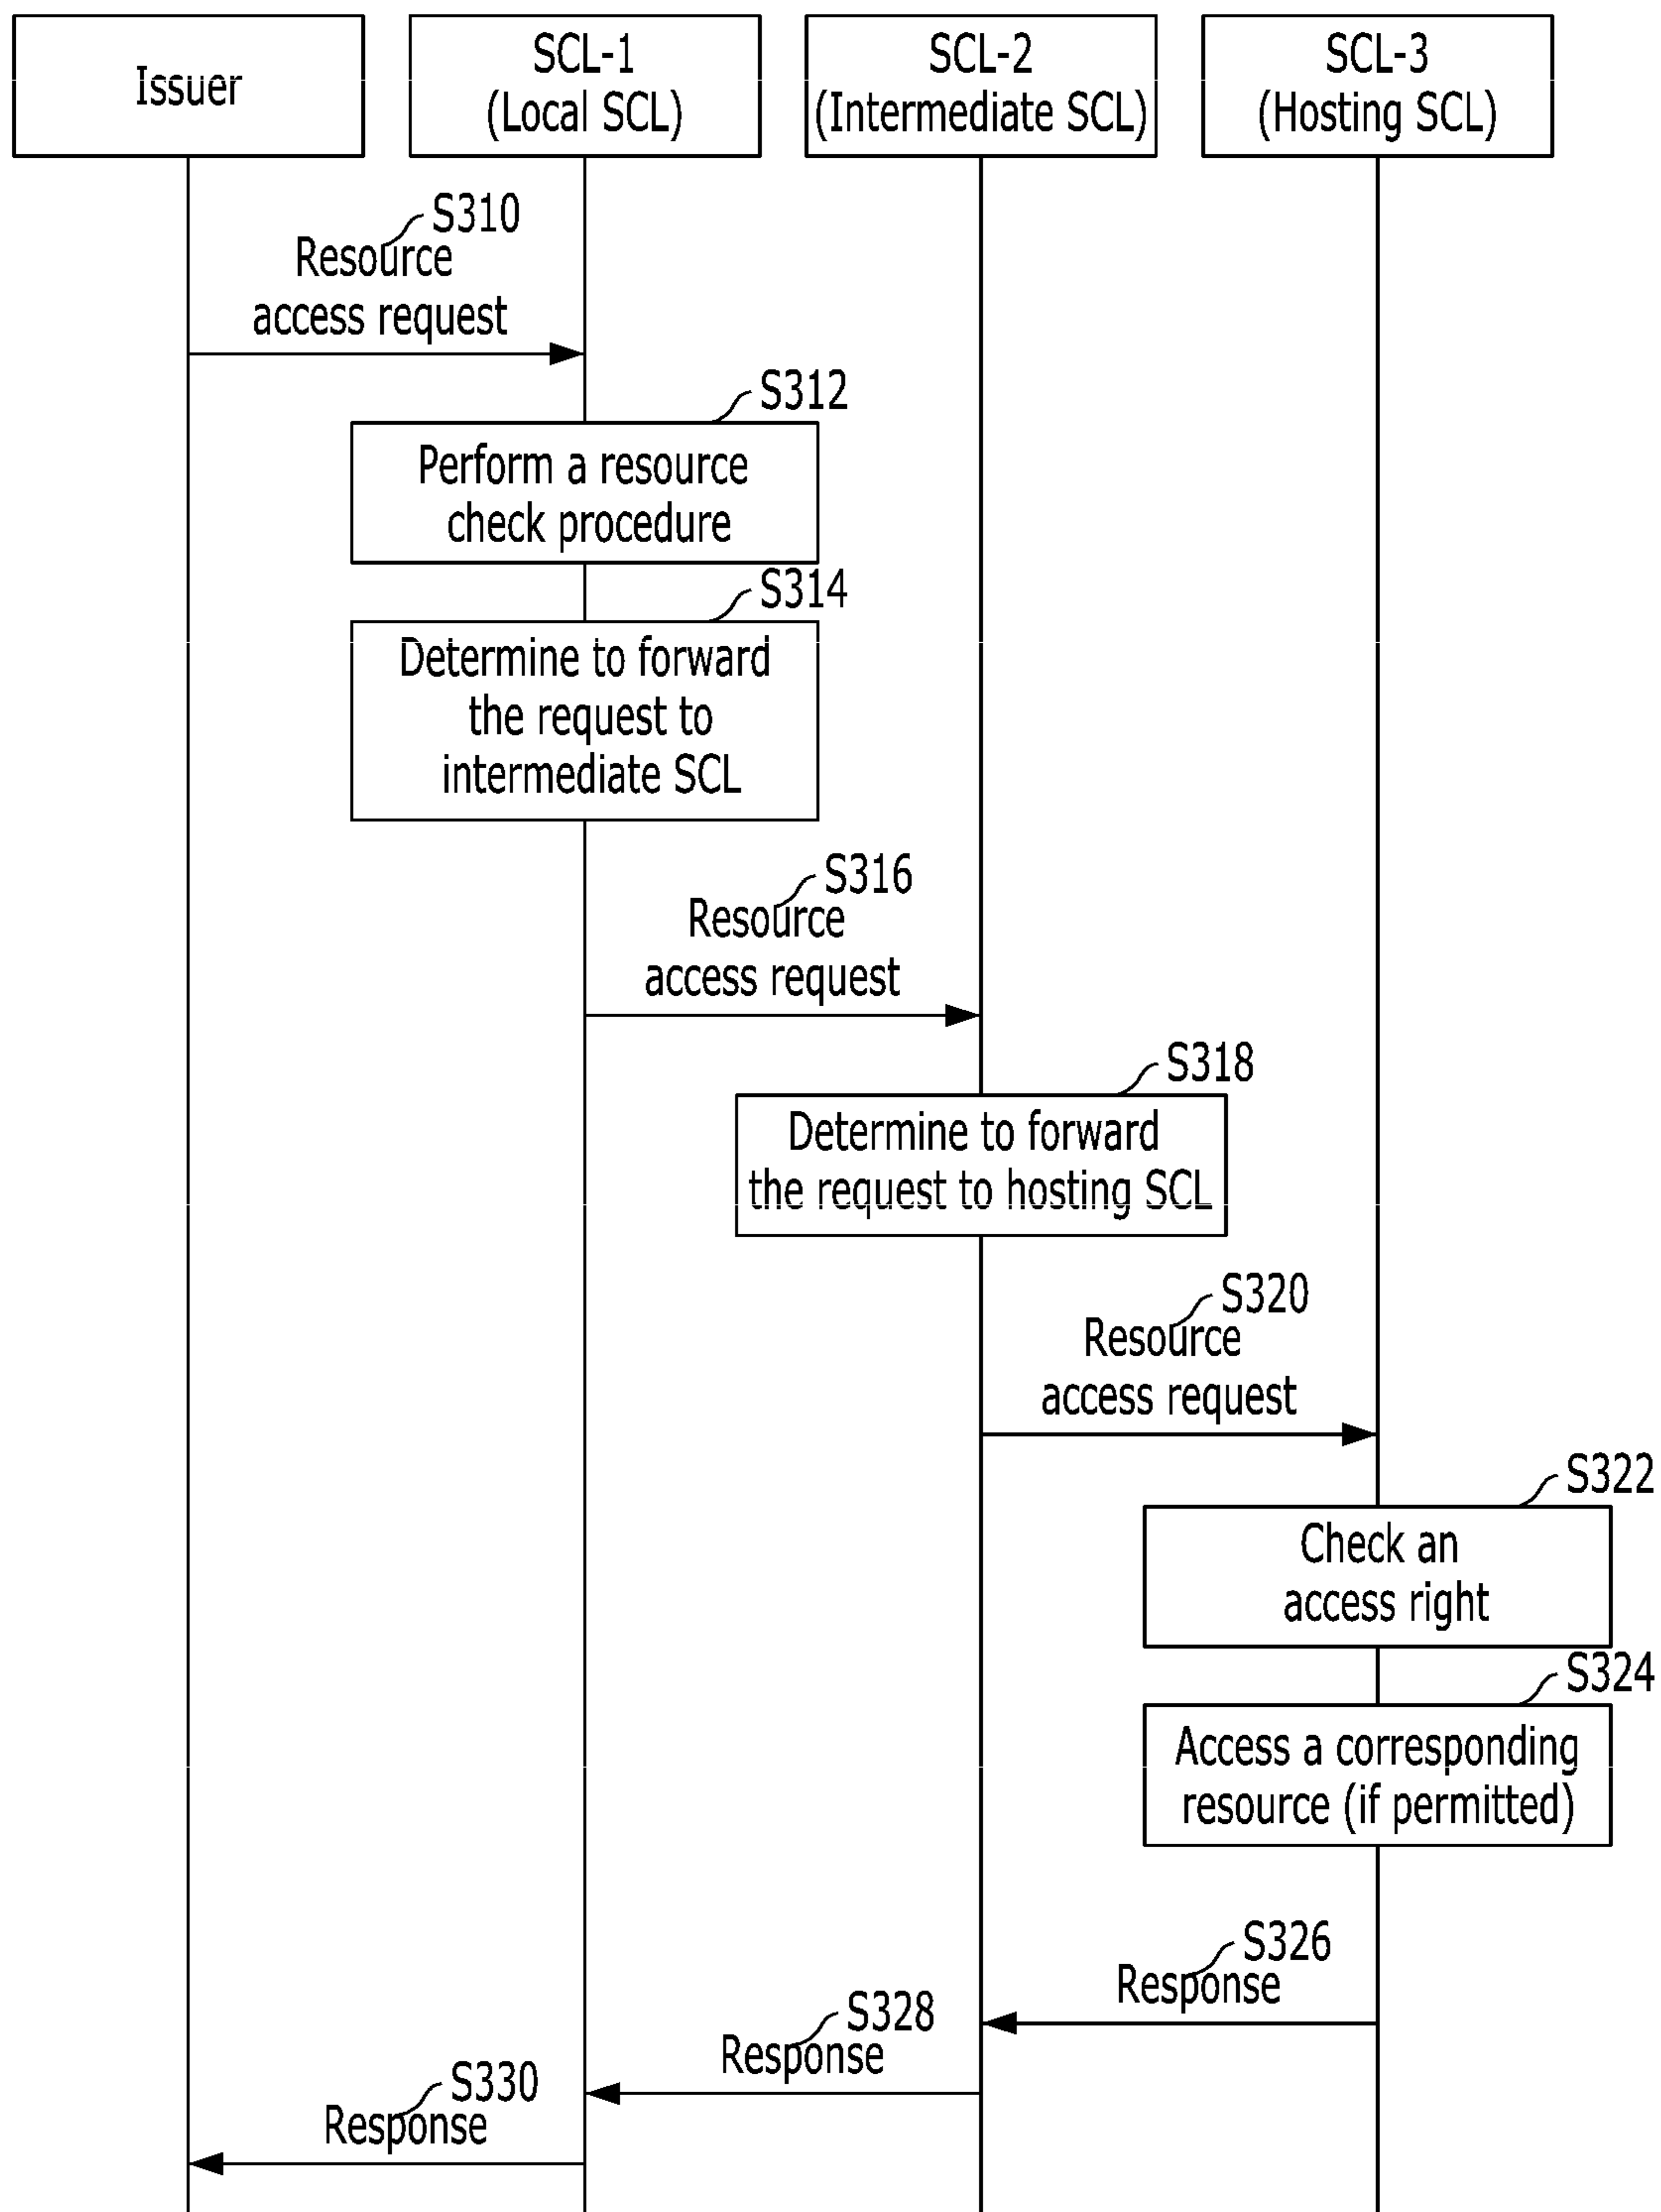 Issuer
SCL-1
(Local SCL)
SCL-2
(Intermediate SCL)
SCL-3
(Hosting SCL)
S310
Resource
access request
S312
Perform a resource
check procedure
S314
Determine to forward
the request to
intermediate SCL
S316
Resource
access request
S318
Determine to forward
the request to hosting SCL
S320
Resource
access request
S322
Check an
access right
S324
Access a corresponding
resource (if permitted)
S326
Response
S328
Response
S330
Response